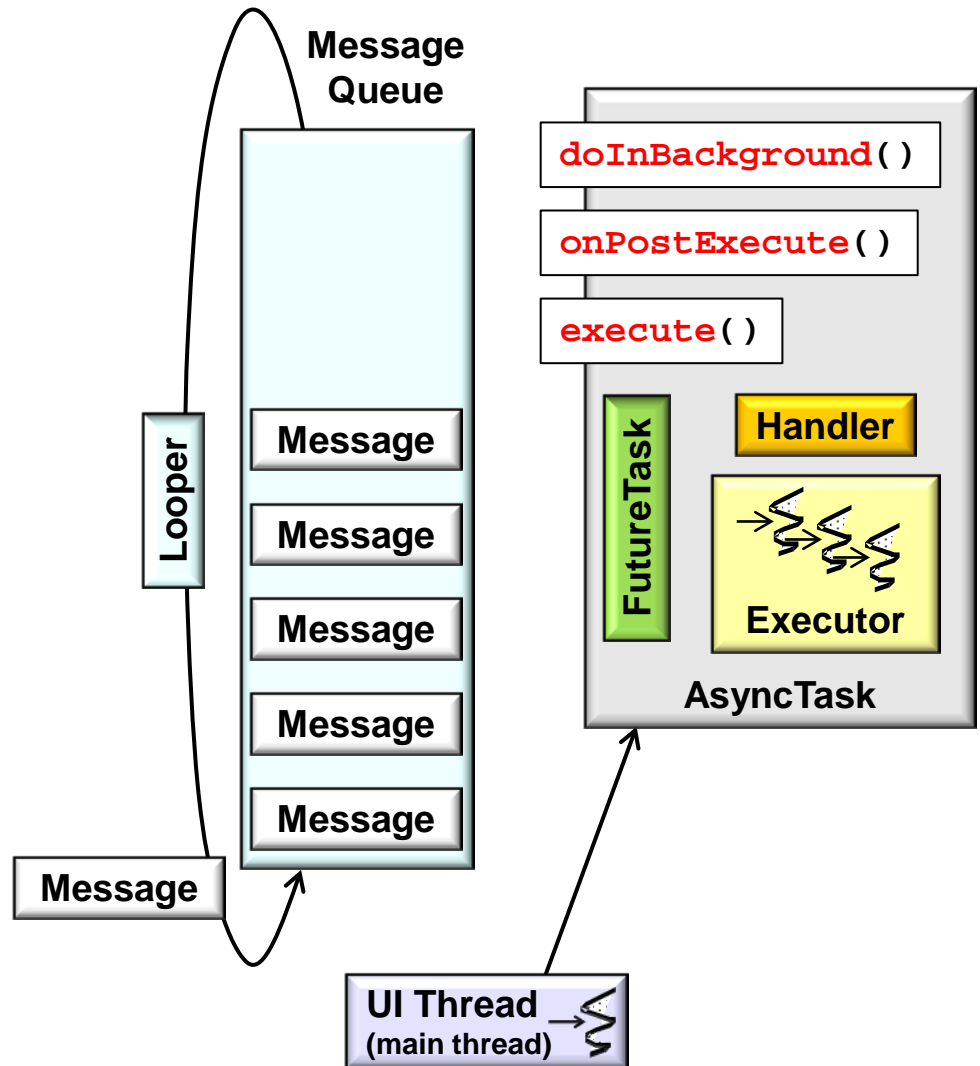 Message
Queue
doInBackground()
onPostExecute()
execute()
Looper
Message
Message
Message
Message
Message
Message
FutureTask
Handler
Executor
AsyncTask
UI Thread
(main thread)